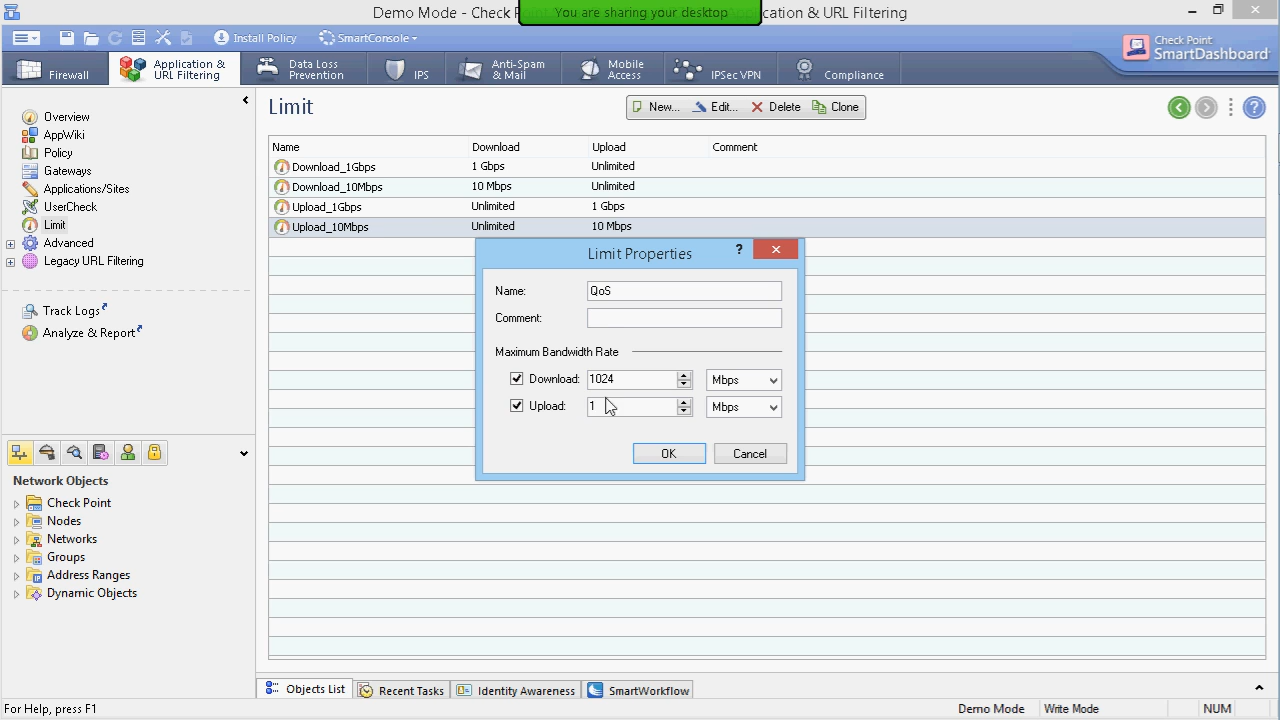 Demo Mode - Check P
You are sharing your desktop
plication & URL Filtering
Install Policy
SmartConsole
Firewall
Application & URL Filtering
Data Loss Prevention
IPS
Anti-Spam & Mail
Mobile Access
IPSec VPN
Compliance
Check Point
SmartDashboard
Overview
AppWiki
Policy
Gateways
Applications/Sites
UserCheck
Limit
Advanced
Legacy URL Filtering
Track Logs
Analyze & Report
Network Objects
Check Point
Nodes
Networks
Groups
Address Ranges
Dynamic Objects
Limit
New... Edit... Delete Clone
Name Download Upload Comment
Download_1Gbps 1 Gbps Unlimited
Download_10Mbps 10 Mbps Unlimited
Upload_1Gbps Unlimited 1 Gbps
Upload_10Mbps Unlimited 10 Mbps
Limit Properties
Name: QoS
Comment:
Maximum Bandwidth Rate
Download: 1024 Mbps
Upload: 1 Mbps
OK Cancel
Objects List Recent Tasks Identity Awareness SmartWorkflow
For Help, press F1 Demo Mode Write Mode NUM